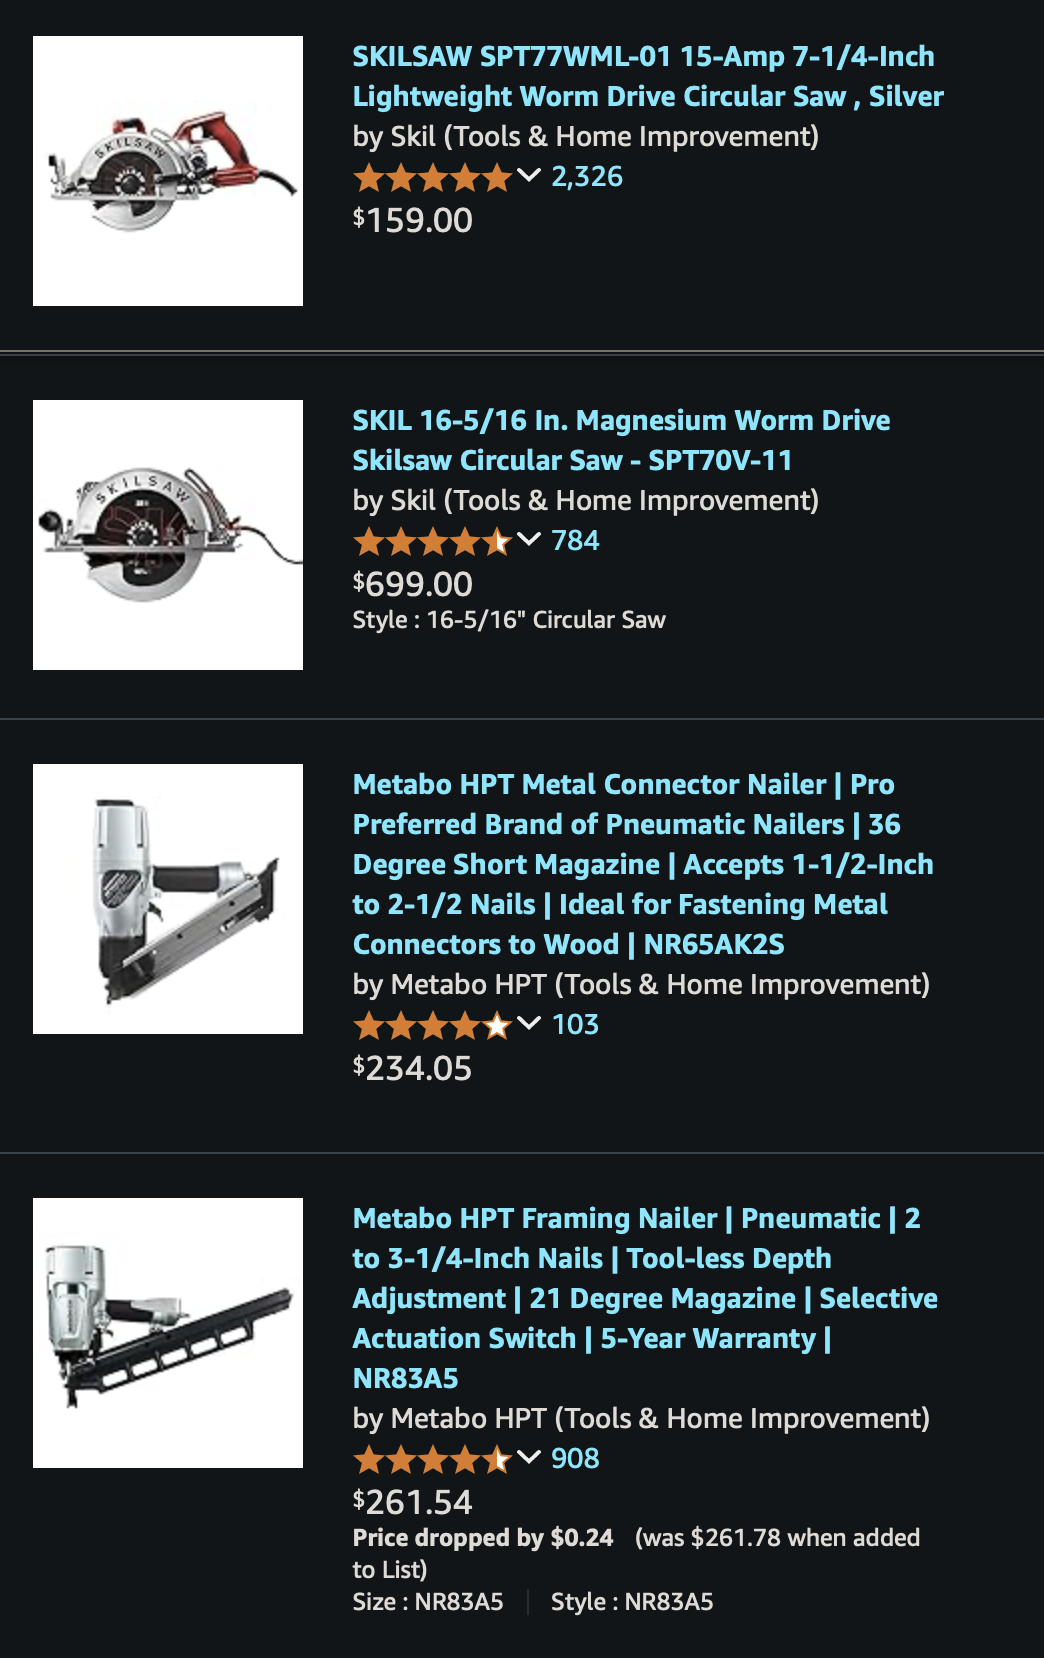 SKILSAW SPT77WML-01 15-Amp 7-1/4-Inch
Lightweight Worm Drive Circular Saw , Silver
by Skil (Tools & Home Improvement)
2,326
$159.00
SKILSAW
SKIL 16-5/16 In. Magnesium Worm Drive
Skilsaw Circular Saw - SPT70V-11
by Skil (Tools & Home Improvement)
784
$699.00
Style : 16-5/16" Circular Saw
SKILSAW
Metabo HPT Metal Connector Nailer | Pro
Preferred Brand of Pneumatic Nailers | 36
Degree Short Magazine | Accepts 1-1/2-Inch
to 2-1/2 Nails | Ideal for Fastening Metal
Connectors to Wood | NR65AK2S
by Metabo HPT (Tools & Home Improvement)
103
$234.05
Metabo HPT Framing Nailer | Pneumatic | 2
to 3-1/4-Inch Nails | Tool-less Depth
Adjustment | 21 Degree Magazine | Selective
Actuation Switch | 5-Year Warranty |
NR83A5
by Metabo HPT (Tools & Home Improvement)
908
$261.54
Price dropped by $0.24 (was $261.78 when added
to List)
Size : NR83A5 | Style : NR83A5